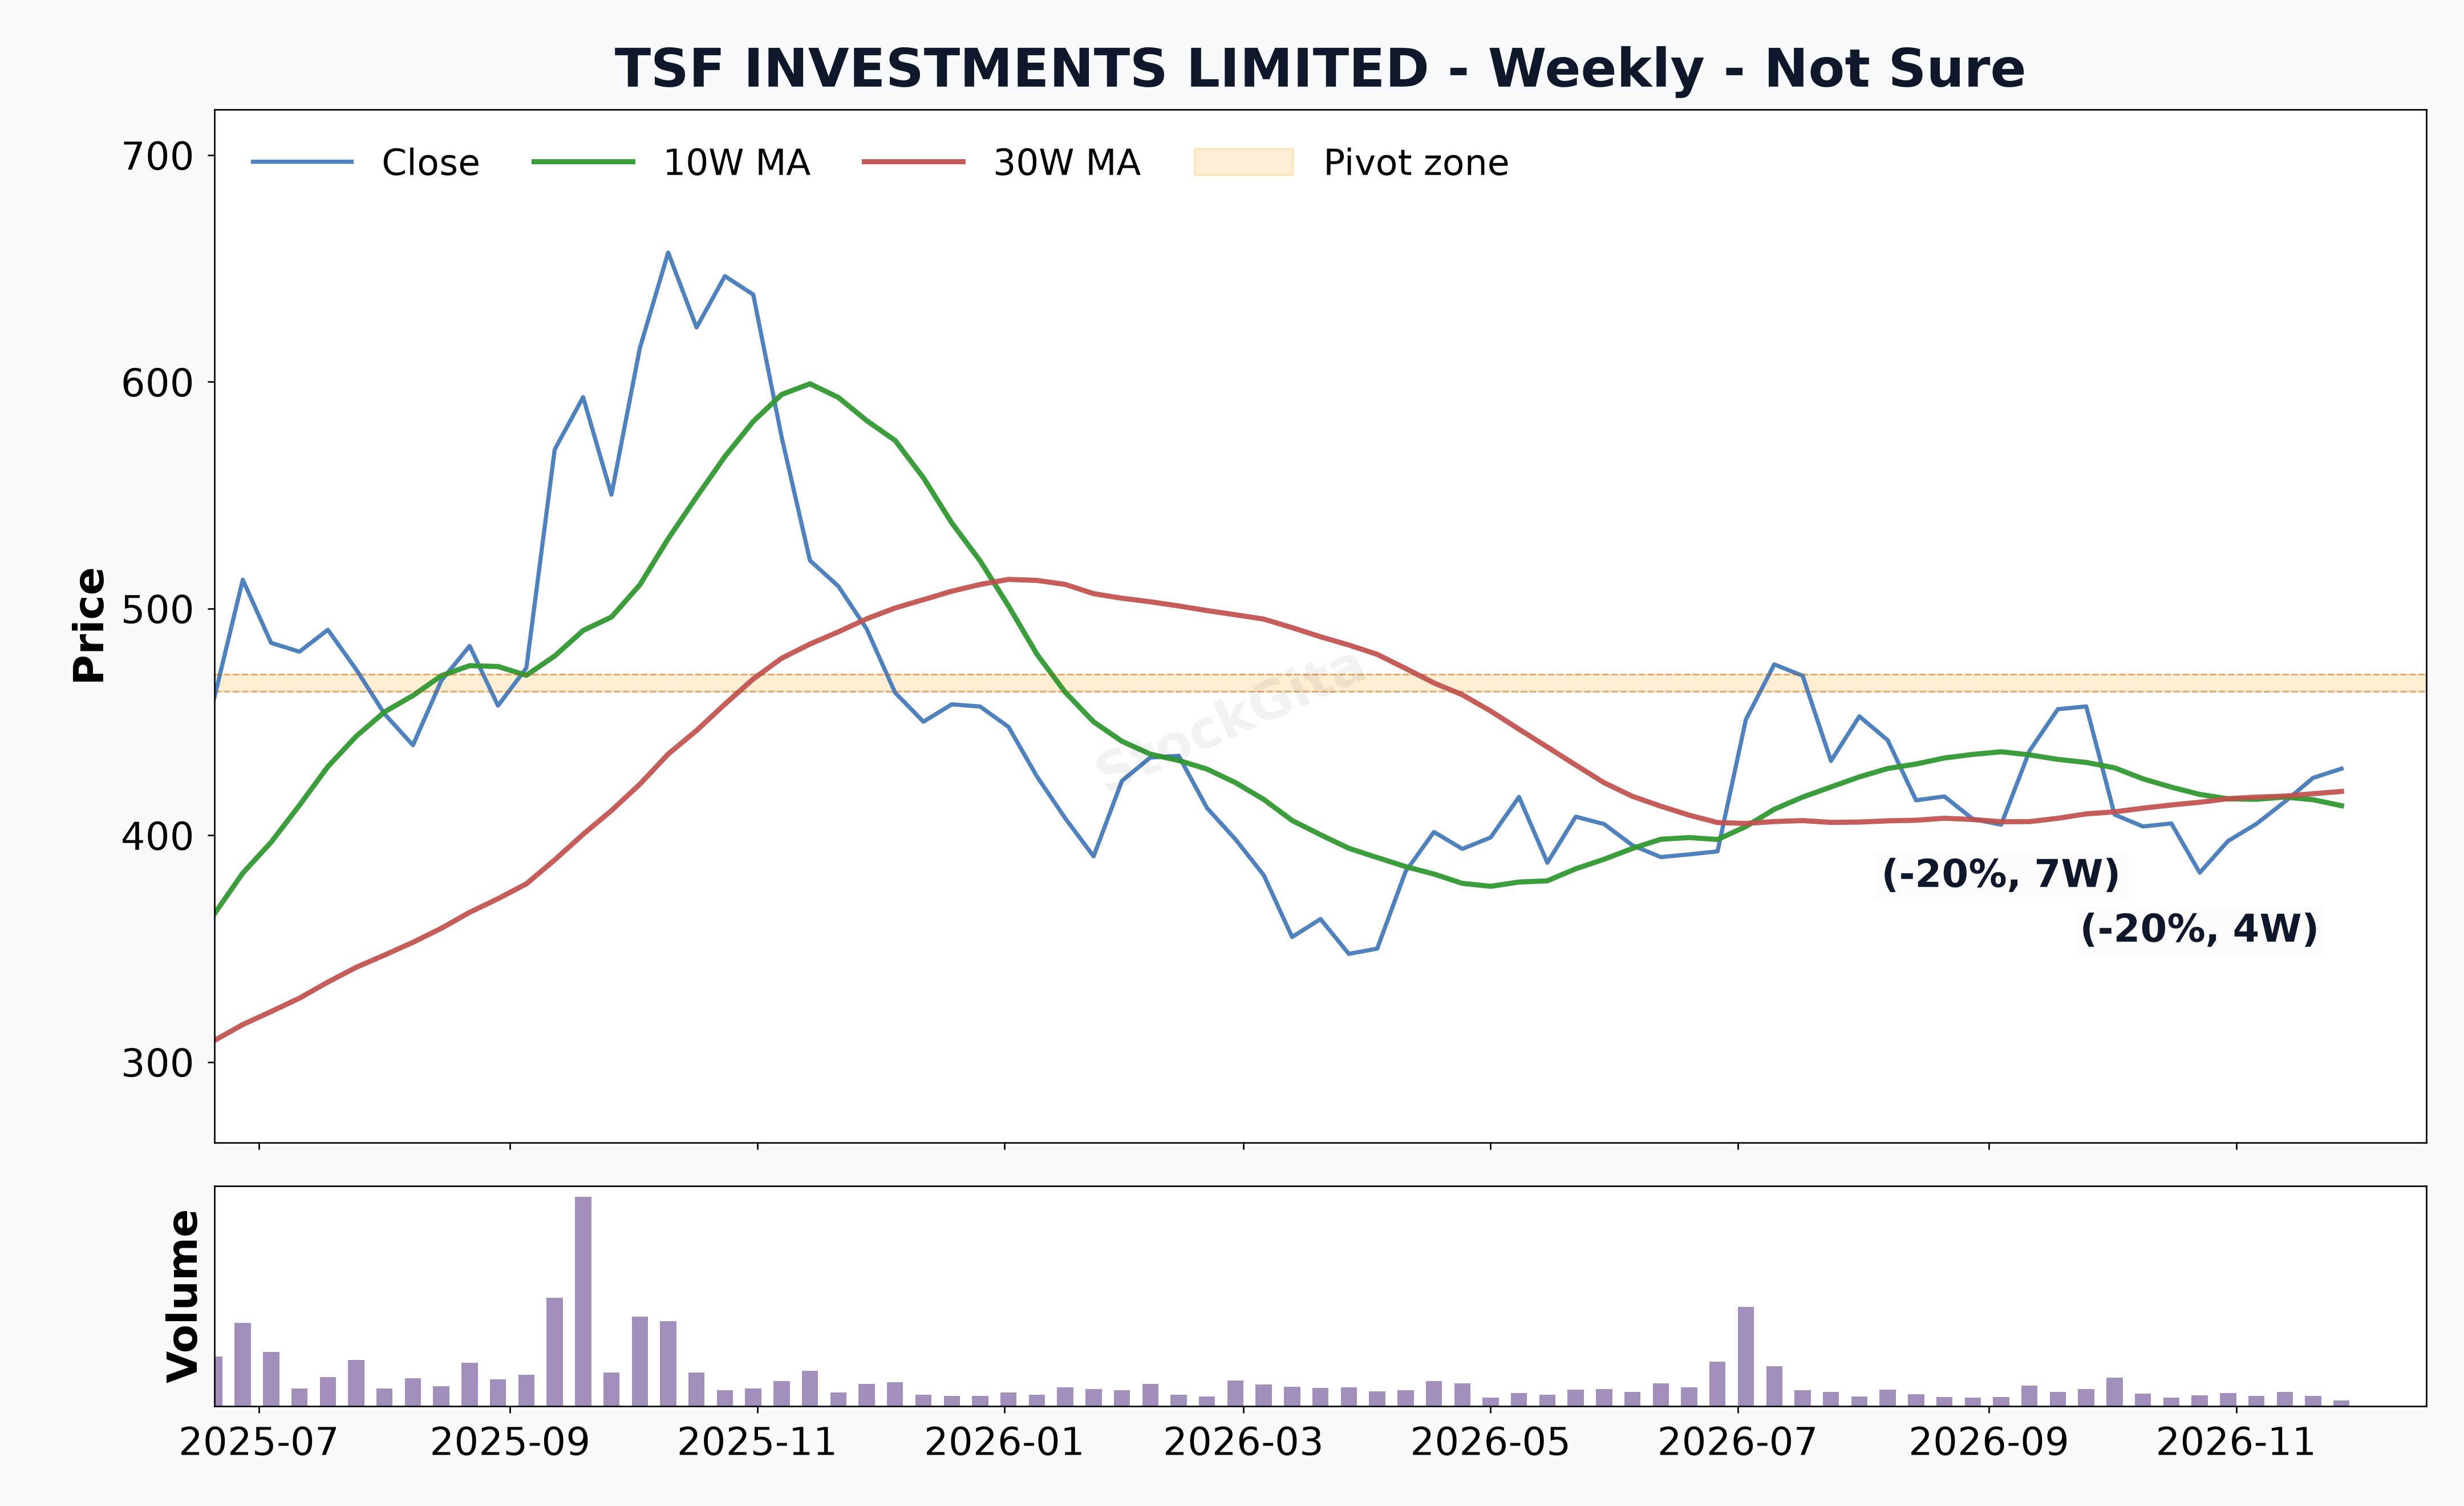 TSF INVESTMENTS LIMITED - Weekly - Not Sure
Close
10W MA
30W MA
Pivot zone
Price
700
600
500
400
300
StockGita
(-20%, 7W)
(-20%, 4W)
Volume
2025-07
2025-09
2025-11
2026-01
2026-03
2026-05
2026-07
2026-09
2026-11